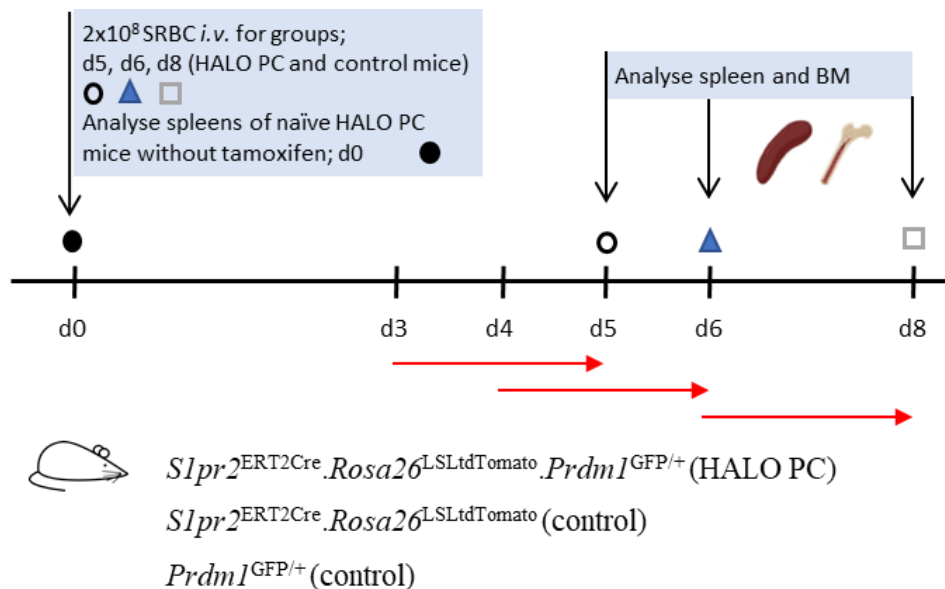 2x10⁸ SRBC i.v. for groups;
d5, d6, d8 (HALO PC and control mice)
Analyse spleens of naïve HALO PC
mice without tamoxifen; d0
Analyse spleen and BM
d0 d3 d4 d5 d6 d8
S1pr2ᴱᴿᵀ²ᶜʳᵉ.Rosa26ᴸˢᴸᵗᵈᵀᵒᵐᵃᵗᵒ.Prdm1ᴳᶠᴾ/⁺ (HALO PC)
S1pr2ᴱᴿᵀ²ᶜʳᵉ.Rosa26ᴸˢᴸᵗᵈᵀᵒᵐᵃᵗᵒ (control)
Prdm1ᴳᶠᴾ/⁺ (control)